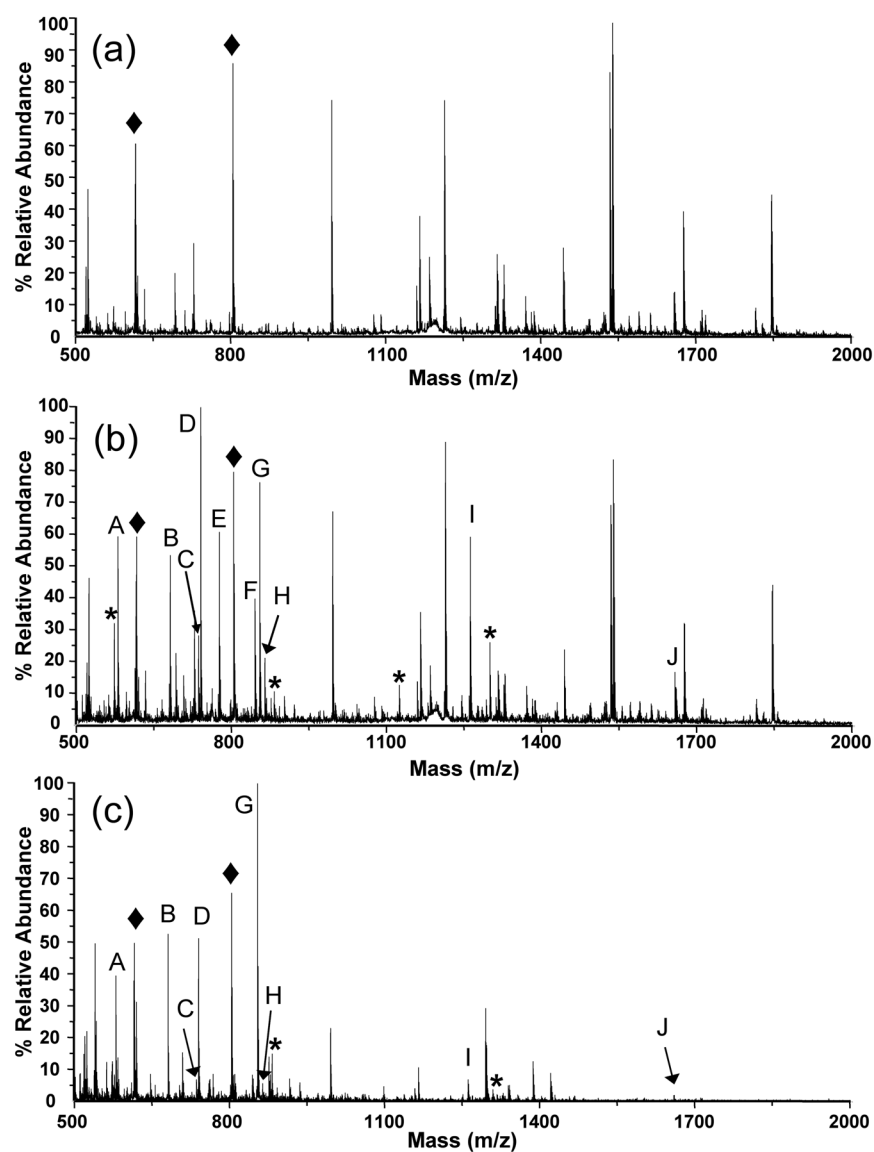 (a)
% Relative Abundance
100
90
80
70
60
50
40
30
20
10
0
♦ ♦
500 800 1100 1400 1700 2000
Mass (m/z)
(b)
% Relative Abundance
100
90
80
70
60
50
40
30
20
10
0
* A ♦ B C D E ♦ F G H * * I * J
500 800 1100 1400 1700 2000
Mass (m/z)
(c)
% Relative Abundance
100
90
80
70
60
50
40
30
20
10
0
A ♦ B C D ♦ G H * I * J
500 800 1100 1400 1700 2000
Mass (m/z)